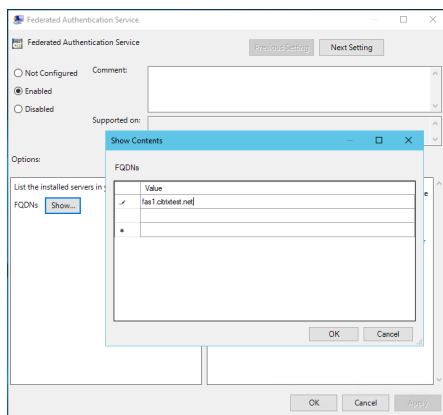 Federated Authentication Service
Federated Authentication Service
Previous Setting
Next Setting
Not Configured
Comment:
Enabled
Disabled
Supported on:
Options:
Show Contents
FQDNs
Value
fas1.citrixtest.net
OK
Cancel
List the installed servers in
FQDNs
Show...
OK
Cancel
Apply